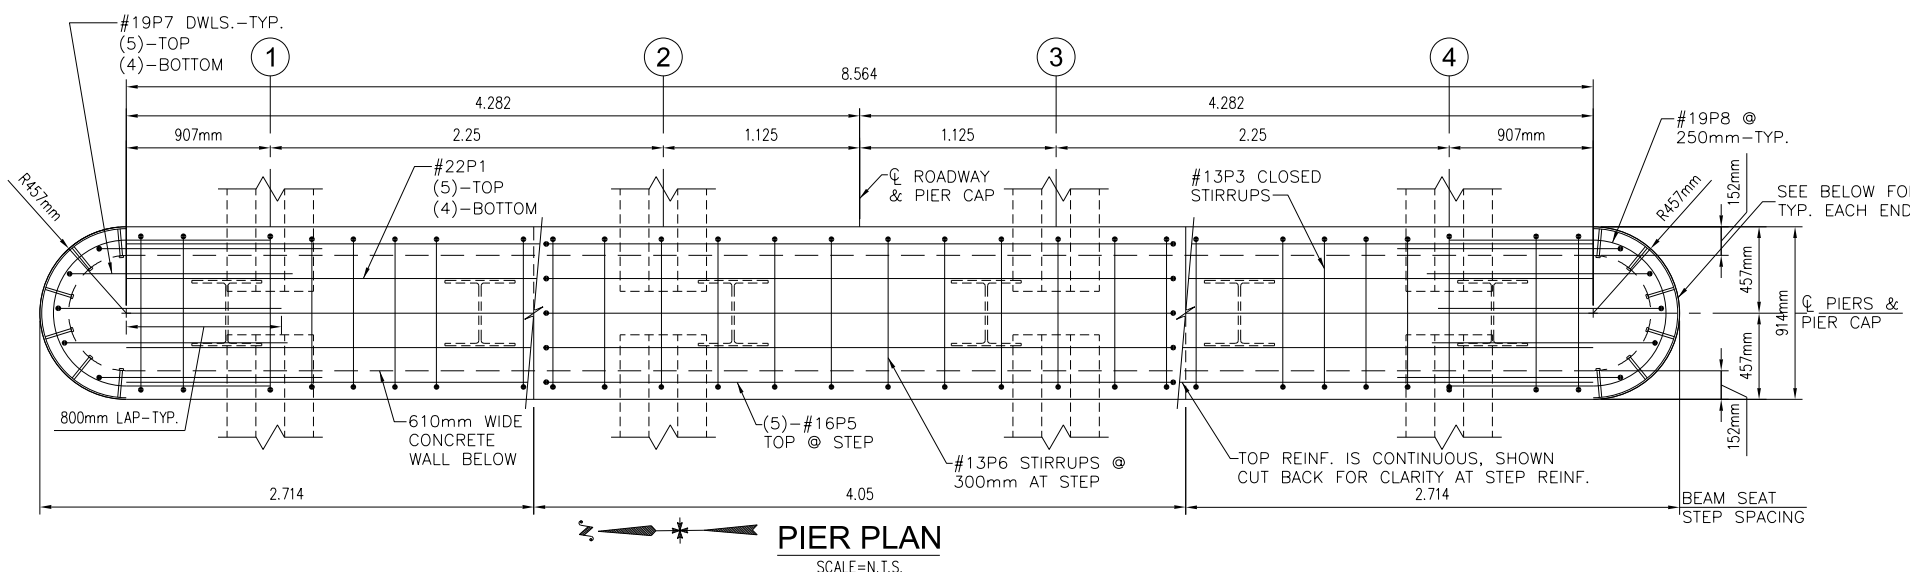 #19P7 DWLS.-TYP.
(5)-TOP
(4)-BOTTOM
1
2
3
4
8.564
4.282
4.282
907mm
2.25
1.125
1.125
2.25
907mm
#19P8 @
250mm-TYP.
R457mm
#22P1
(5)-TOP
(4)-BOTTOM
℄ ROADWAY
& PIER CAP
#13P3 CLOSED
STIRRUPS
R457mm
152mm
SEE BELOW FO
TYP. EACH END
457mm
914mm
457mm
℄ PIERS &
PIER CAP
152mm
800mm LAP-TYP.
610mm WIDE
CONCRETE
WALL BELOW
(5)-#16P5
TOP @ STEP
#13P6 STIRRUPS @
300mm AT STEP
TOP REINF. IS CONTINUOUS, SHOWN
CUT BACK FOR CLARITY AT STEP REINF.
2.714
4.05
2.714
BEAM SEAT
STEP SPACING
N
PIER PLAN
SCALE=N.T.S.